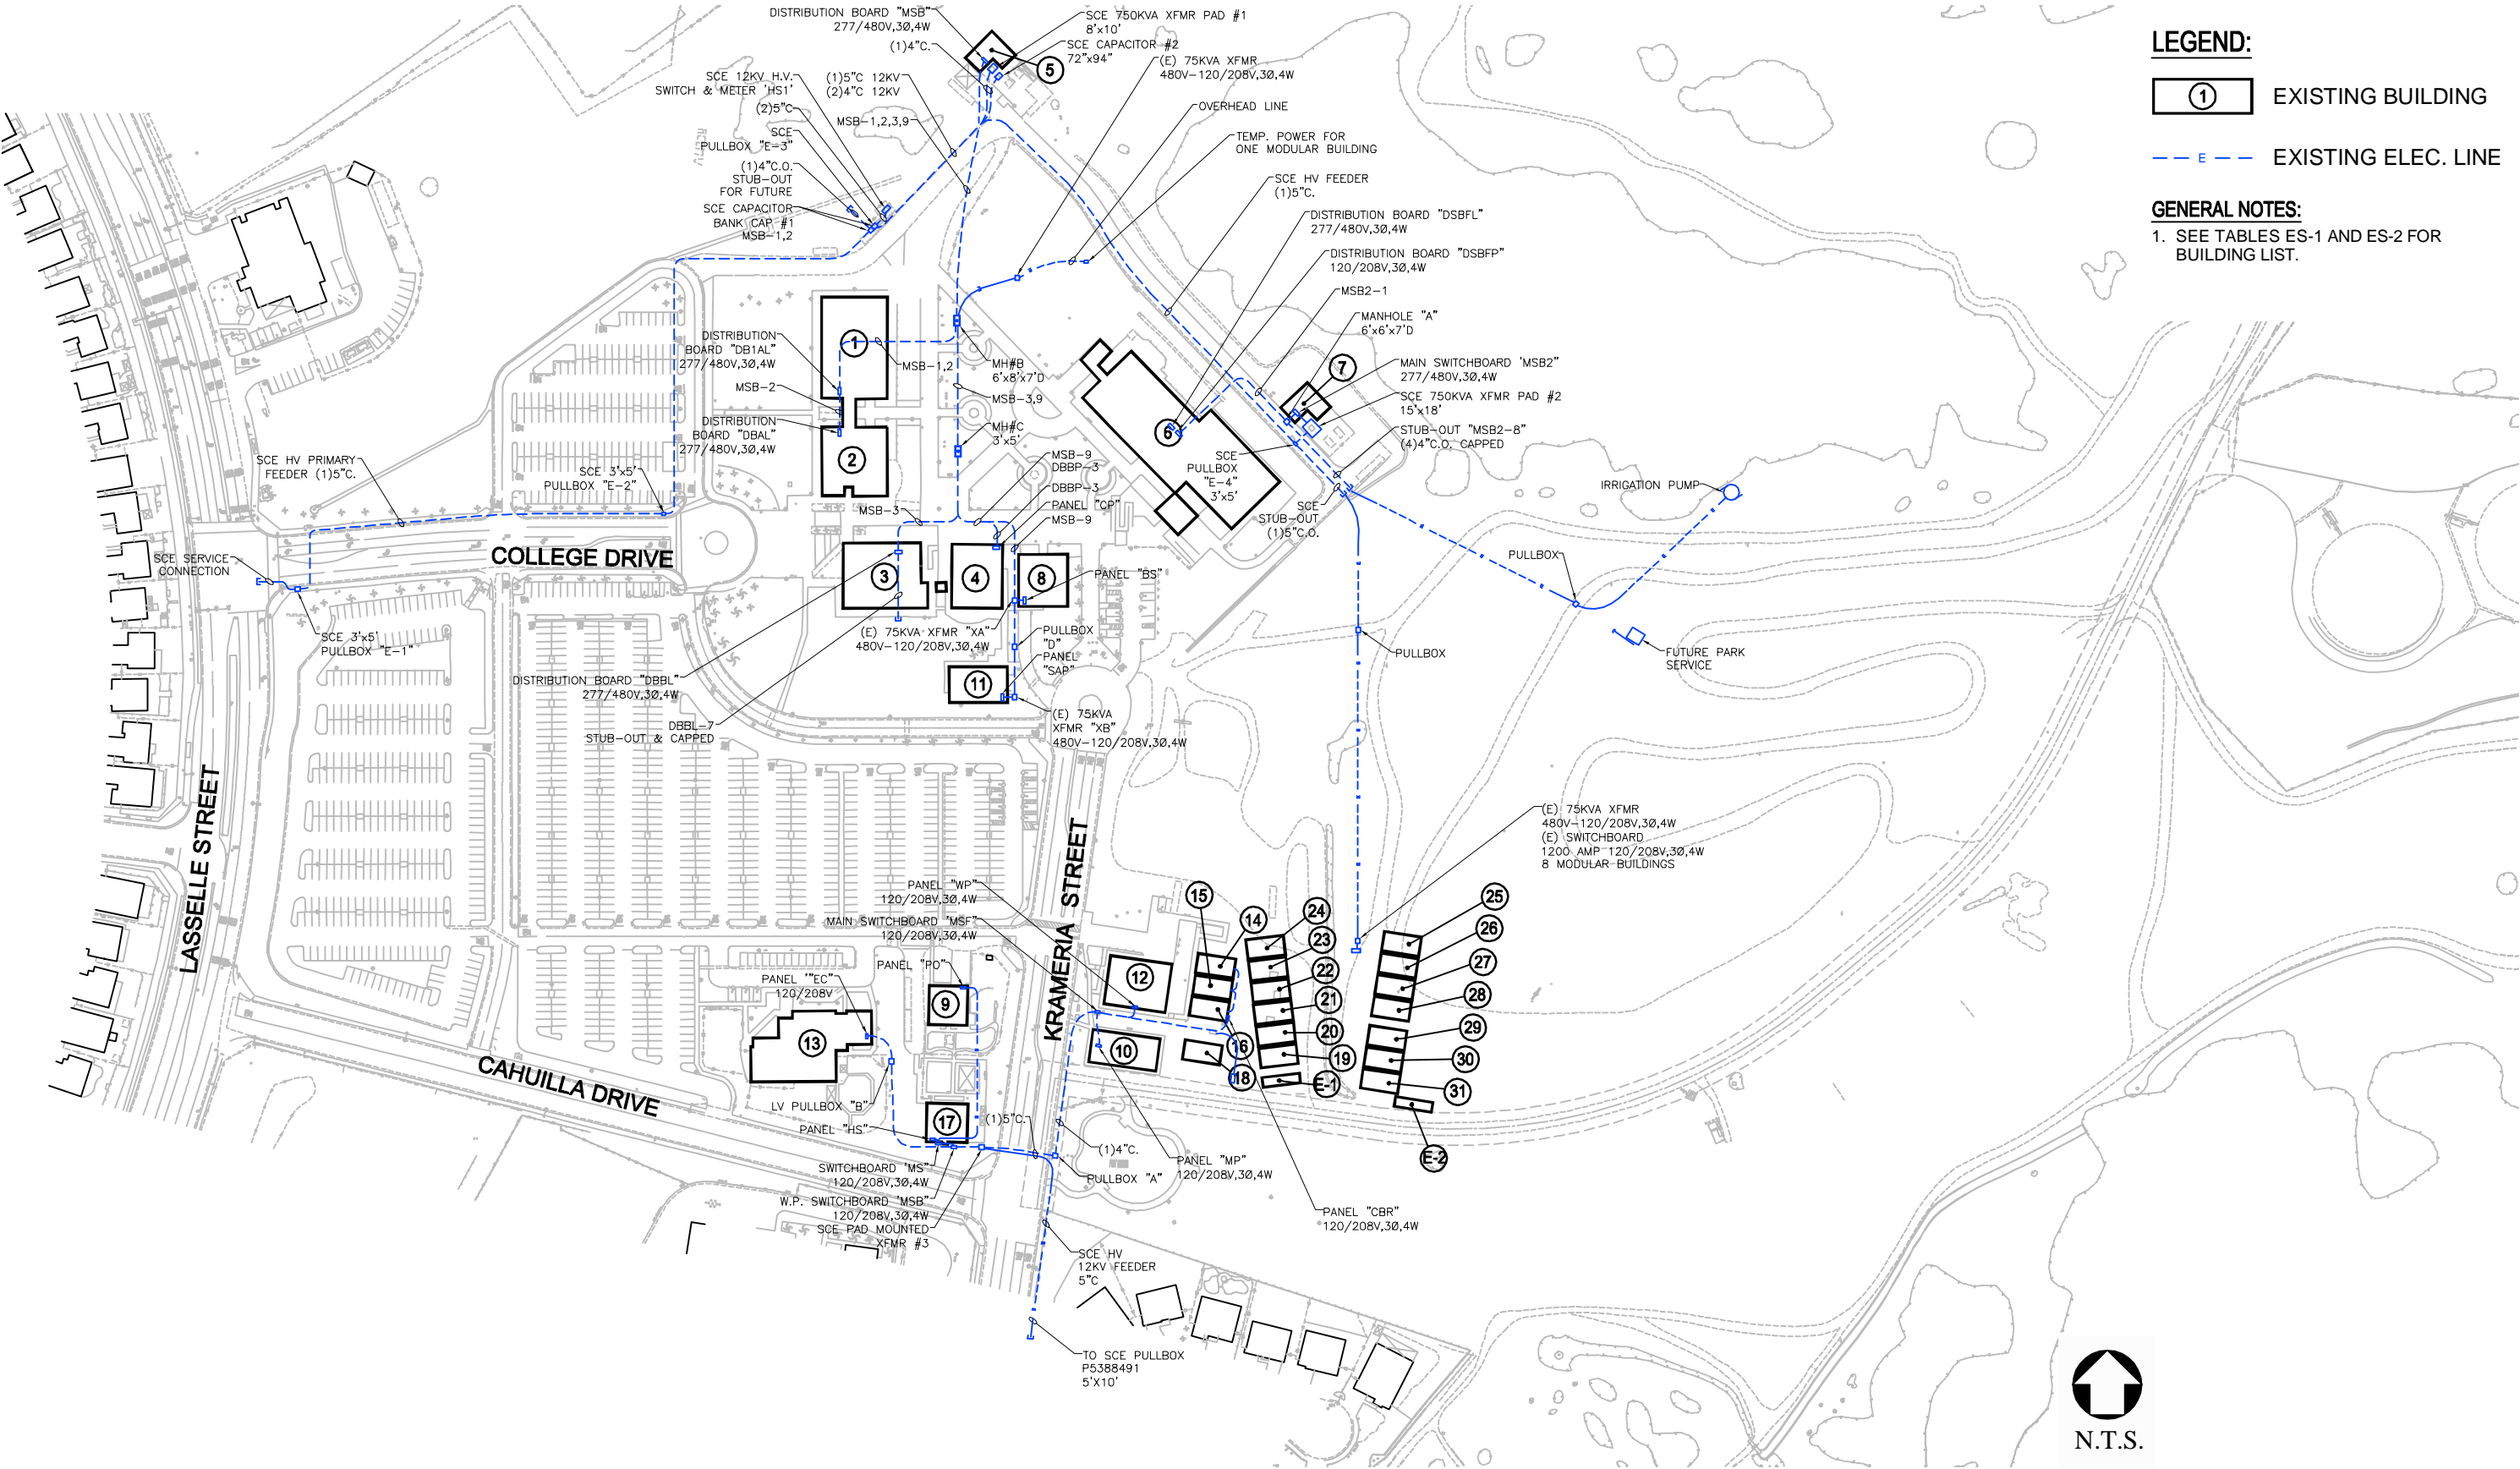 DISTRIBUTION BOARD "MSB"
277/480V,3Ø,4W
(1)4"C.
SCE 750KVA XFMR PAD #1
8'x10'
SCE CAPACITOR #2
72"x94"
5
(E) 75KVA XFMR
480V-120/208V,3Ø,4W
SCE 12KV H.V.
SWITCH & METER 'HS1'
(1)5"C 12KV
(2)4"C 12KV
(2)5"C
MSB-1,2,3,9
SCE
PULLBOX "E-3"
(1)4"C.O.
STUB-OUT
FOR FUTURE
SCE CAPACITOR
BANK CAP #1
MSB-1,2
OVERHEAD LINE
TEMP. POWER FOR
ONE MODULAR BUILDING
SCE HV FEEDER
(1)5"C.
DISTRIBUTION BOARD "DSBFL"
277/480V,3Ø,4W
DISTRIBUTION BOARD "DSBFP"
120/208V,3Ø,4W
MSB2-1
MANHOLE "A"
6'x6'x7'D
7
MAIN SWITCHBOARD 'MSB2"
277/480V,3Ø,4W
SCE 750KVA XFMR PAD #2
15'x18'
STUB-OUT "MSB2-8"
(4)4"C.O. CAPPED
LEGEND:
1
EXISTING BUILDING
E
EXISTING ELEC. LINE
GENERAL NOTES:
1. SEE TABLES ES-1 AND ES-2 FOR
BUILDING LIST.
DISTRIBUTION
BOARD "DB1AL"
277/480V,3Ø,4W
1
MSB-1,2
MSB-2
DISTRIBUTION
BOARD "DBAL"
277/480V,3Ø,4W
2
MH#B
6'x8'x7'D
MSB-3,9
MH#C
3'x5'
6
MSB-9
DBBP-3
DBBP-3
PANEL "CP"
MSB-9
MSB-3
SCE
PULLBOX
"E-4"
3'x5'
SCE
STUB-OUT
(1)5"C.O.
IRRIGATION PUMP
PULLBOX
FUTURE PARK
SERVICE
PULLBOX
SCE HV PRIMARY
FEEDER (1)5"C.
SCE 3'x5'
PULLBOX "E-2"
SCE SERVICE
CONNECTION
COLLEGE DRIVE
SCE 3'x5'
PULLBOX "E-1"
3
4
8
PANEL "BS"
(E) 75KVA XFMR "XA"
480V-120/208V,3Ø,4W
PULLBOX
"D"
PANEL
"SAP"
DISTRIBUTION BOARD "DBBL"
277/480V,3Ø,4W
11
DBBL-7
STUB-OUT & CAPPED
(E) 75KVA
XFMR "XB"
480V-120/208V,3Ø,4W
LASSELLE STREET
KRAMERIA STREET
(E) 75KVA XFMR
480V-120/208V,3Ø,4W
(E) SWITCHBOARD
1200 AMP 120/208V,3Ø,4W
8 MODULAR BUILDINGS
PANEL "WP"
120/208V,3Ø,4W
MAIN SWITCHBOARD 'MSF"
120/208V,3Ø,4W
PANEL "PO"
PANEL '"EC"
120/208V
15
14
24
23
22
21
20
19
16
18
E-1
25
26
27
28
29
30
31
E-2
12
10
9
13
17
CAHUILLA DRIVE
LV PULLBOX "B"
PANEL "HS"
(1)5"C.
(1)4"C.
SWITCHBOARD 'MS"
120/208V,3Ø,4W
W.P. SWITCHBOARD 'MSB"
120/208V,3Ø,4W
SCE PAD MOUNTED
XFMR #3
PULLBOX "A"
PANEL "MP"
120/208V,3Ø,4W
PANEL "CBR"
120/208V,3Ø,4W
SCE HV
12KV FEEDER
5"C
TO SCE PULLBOX
P5388491
5'X10'
N.T.S.